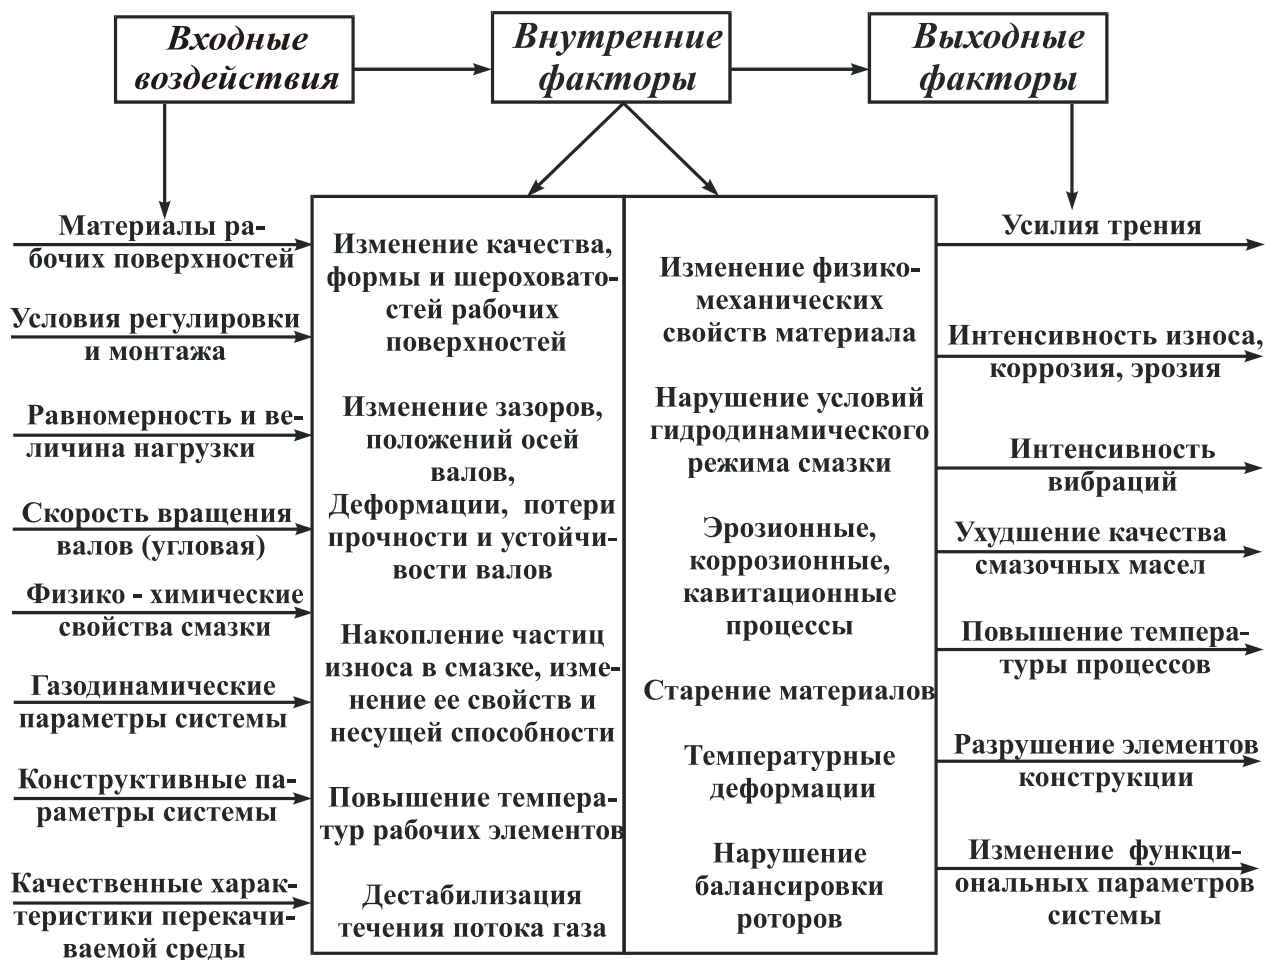 Входные
воздействия
Внутренние
факторы
Выходные
факторы
Материалы ра-
бочих поверхностей
Условия регулировки
и монтажа
Равномерность и ве-
личина нагрузки
Скорость вращения
валов (угловая)
Физико - химические
свойства смазки
Газодинамические
параметры системы
Конструктивные па-
раметры системы
Качественные харак-
теристики перекачи-
ваемой среды
Изменение качества,
формы и шероховато-
стей рабочих
поверхностей
Изменение зазоров,
положений осей
валов,
Деформации, потери
прочности и устойчи-
вости валов
Накопление частиц
износа в смазке, изме-
нение ее свойств и
несущей способности
Повышение темпера-
тур рабочих элементов
Дестабилизация
течения потока газа
Изменение физико-
механических
свойств материала
Нарушение условий
гидродинамического
режима смазки
Эрозионные,
коррозионные,
кавитационные
процессы
Старение материалов
Температурные
деформации
Нарушение
балансировки
роторов
Усилия трения
Интенсивность износа,
коррозия, эрозия
Интенсивность
вибраций
Ухудшение качества
смазочных масел
Повышение темпера-
туры процессов
Разрушение элементов
конструкции
Изменение функци-
ональных параметров
системы